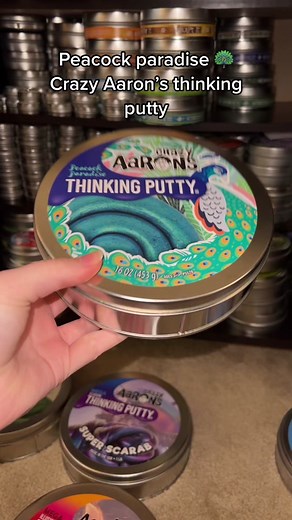 Peacock paradise 🦚
Crazy Aaron's thinking
putty
CRAZY
AARON'S
Peacock
Paradise
THINKING PUTTY®
16 OZ (453 g)
CRAZY
AARON'S
THINKING PUTTY
SUPER SCARAB